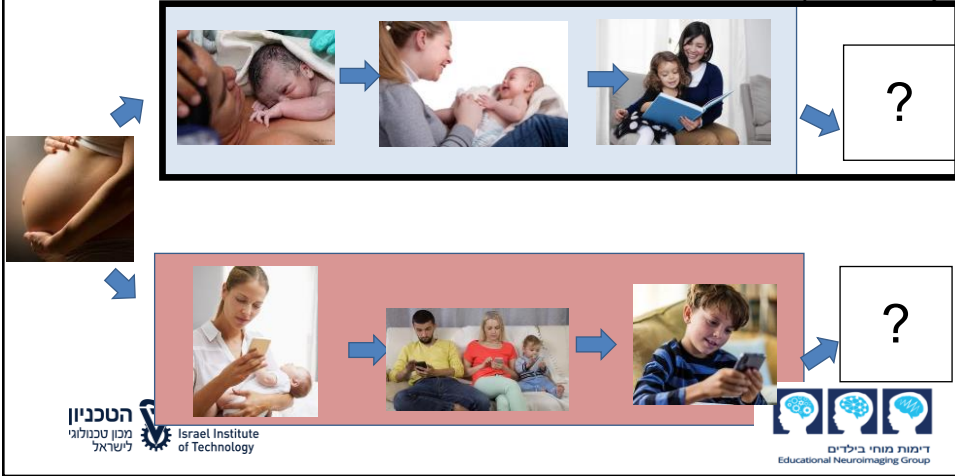 ?
?
הטכניון
מכון טכנולוגי
לישראל
Israel Institute
of Technology
דימות מוחי בילדים
Educational Neuroimaging Group